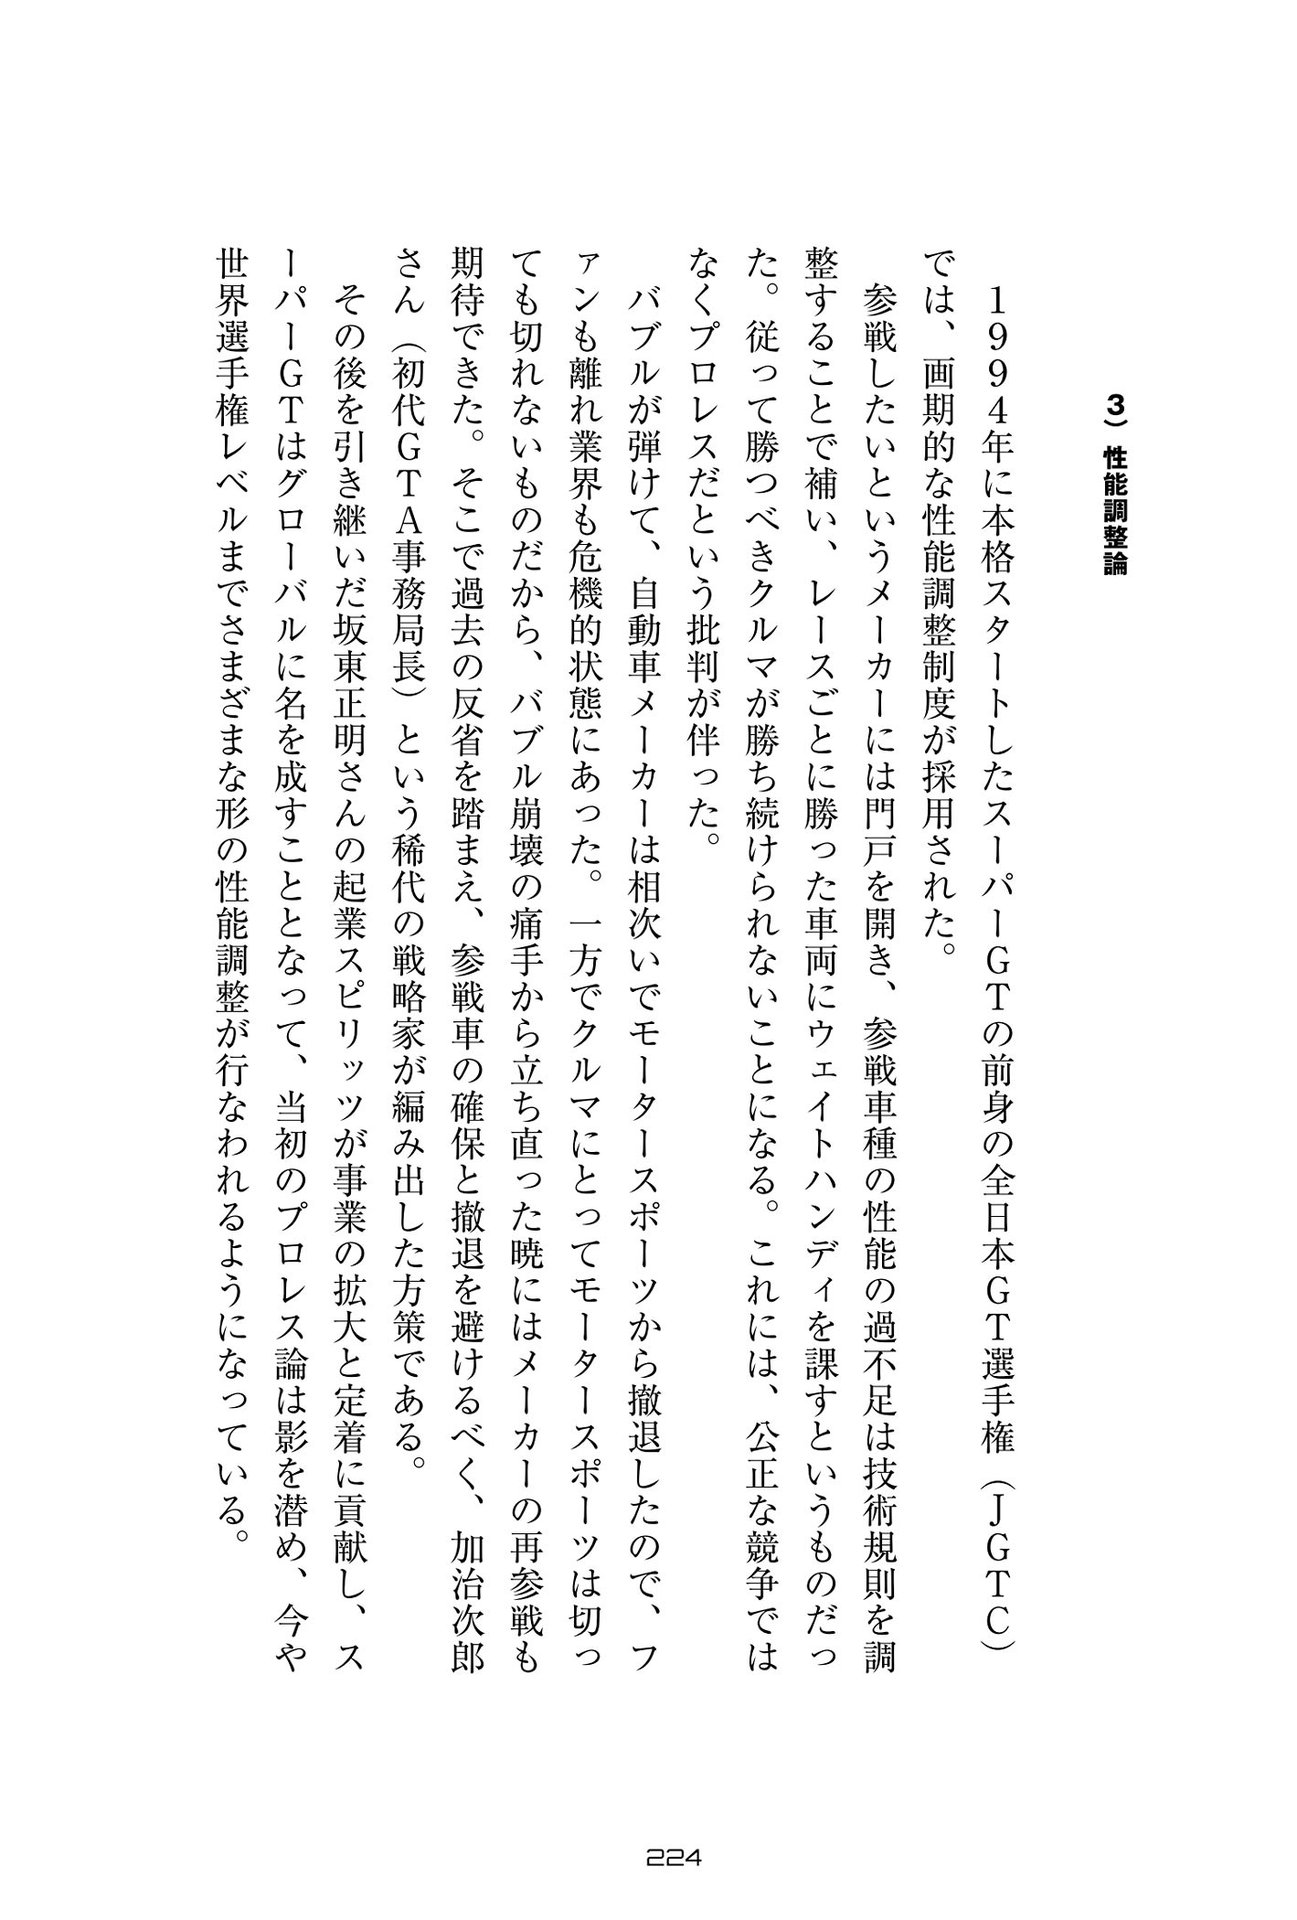 3）性能調整論
　１９９４年に本格スタートしたスーパーＧＴの前身の全日本ＧＴ選手権（ＪＧＴＣ）
では、画期的な性能調整制度が採用された。
　参戦したいというメーカーには門戸を開き、参戦車種の性能の過不足は技術規則を調
整することで補い、レースごとに勝った車両にウェイトハンディを課すというものだっ
た。従って勝つべきクルマが勝ち続けられないことになる。これには、公正な競争では
なくプロレスだという批判が伴った。
　バブルが弾けて、自動車メーカーは相次いでモータースポーツから撤退したので、フ
ァンも離れ業界も危機的状態にあった。一方でクルマにとってモータースポーツは切っ
ても切れないものだから、バブル崩壊の痛手から立ち直った暁にはメーカーの再参戦も
期待できた。そこで過去の反省を踏まえ、参戦車の確保と撤退を避けるべく、加治次郎
さん（初代ＧＴＡ事務局長）という稀代の戦略家が編み出した方策である。
　その後を引き継いだ坂東正明さんの起業スピリッツが事業の拡大と定着に貢献し、ス
ーパーＧＴはグローバルに名を成すこととなって、当初のプロレス論は影を潜め、今や
世界選手権レベルまでさまざまな形の性能調整が行なわれるようになっている。
224